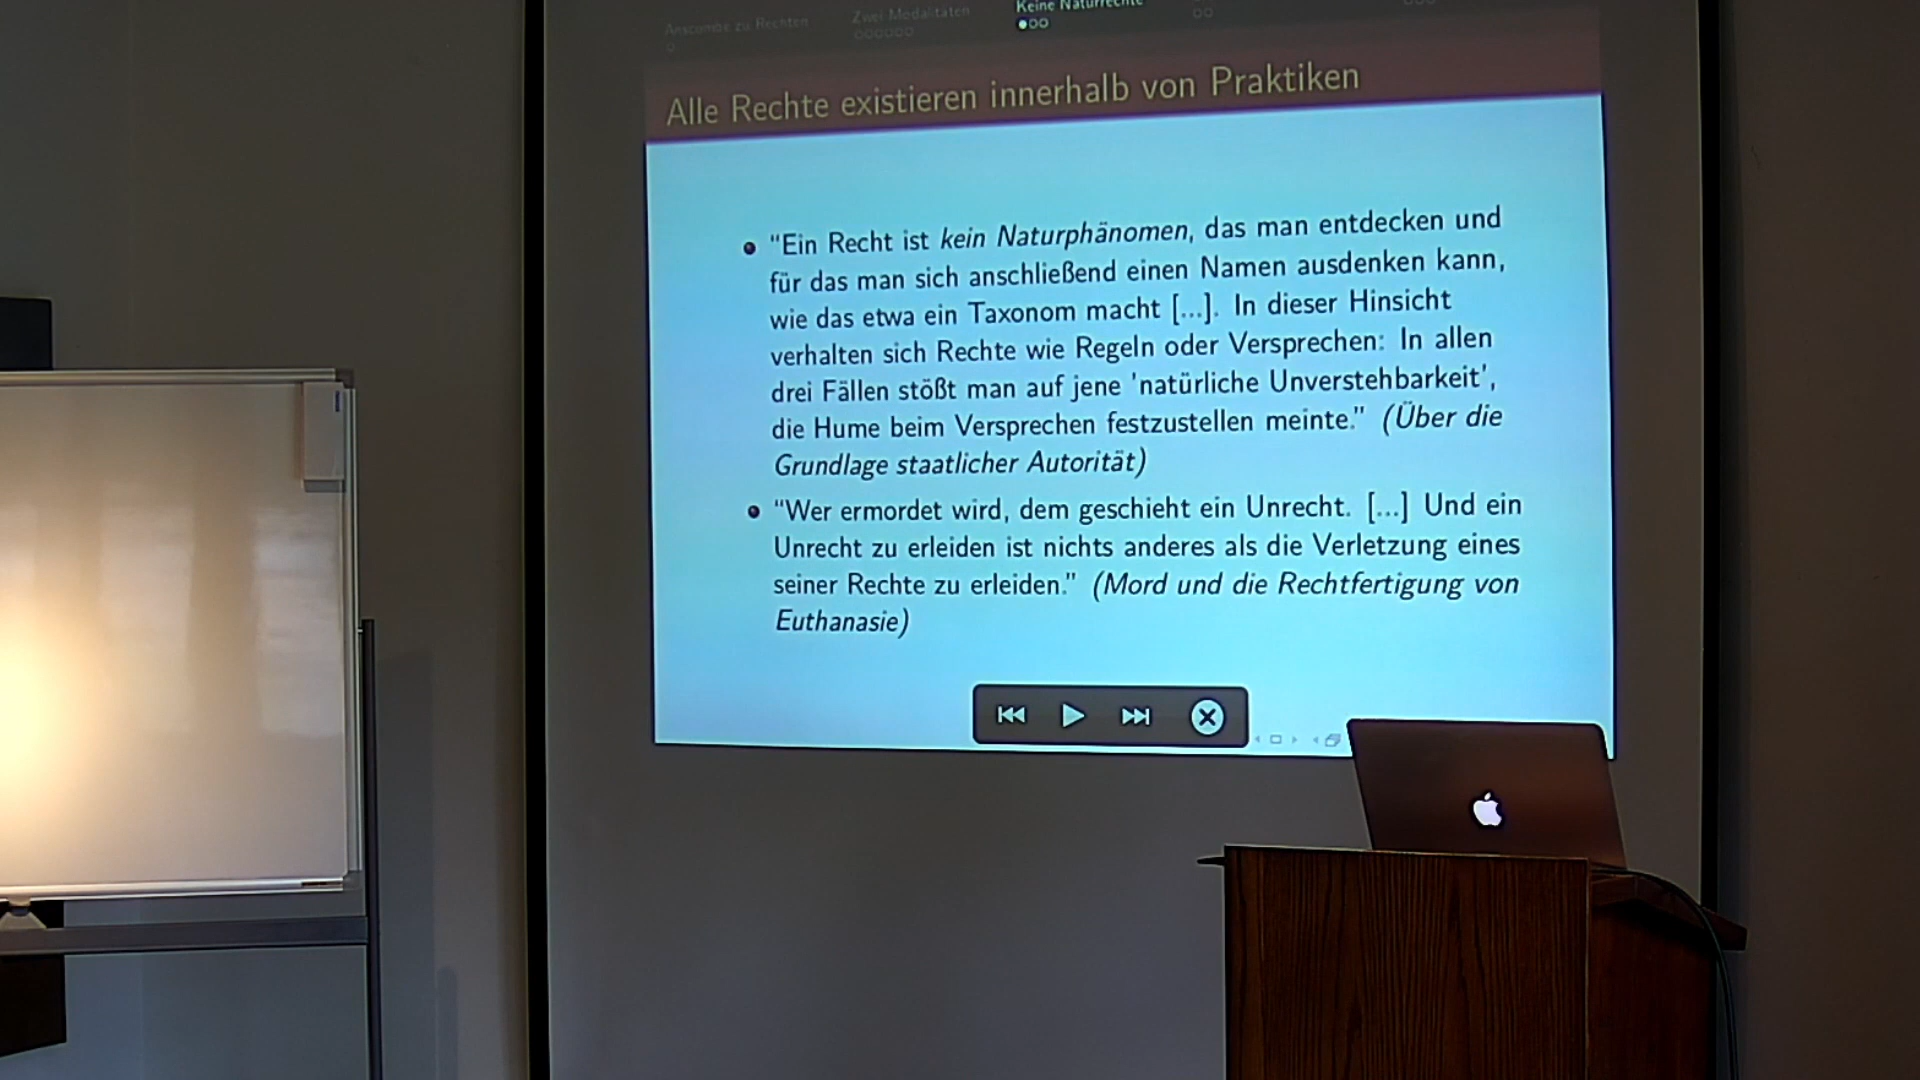 Anscombe zu Rechten
Zwei Modalitäten
Keine Naturrechte
Alle Rechte existieren innerhalb von Praktiken
“Ein Recht ist kein Naturphänomen, das man entdecken und
für das man sich anschließend einen Namen ausdenken kann,
wie das etwa ein Taxonom macht [...]. In dieser Hinsicht
verhalten sich Rechte wie Regeln oder Versprechen: In allen
drei Fällen stößt man auf jene 'natürliche Unverstehbarkeit',
die Hume beim Versprechen festzustellen meinte.” (Über die
Grundlage staatlicher Autorität)
“Wer ermordet wird, dem geschieht ein Unrecht. [...] Und ein
Unrecht zu erleiden ist nichts anderes als die Verletzung eines
seiner Rechte zu erleiden.” (Mord und die Rechtfertigung von
Euthanasie)